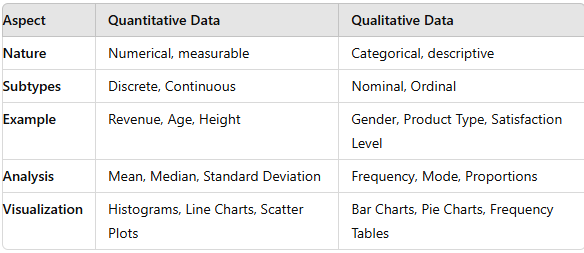 Aspect Quantitative Data Qualitative Data
Nature Numerical, measurable Categorical, descriptive
Subtypes Discrete, Continuous Nominal, Ordinal
Example Revenue, Age, Height Gender, Product Type, Satisfaction
Level
Analysis Mean, Median, Standard Deviation Frequency, Mode, Proportions
Visualization Histograms, Line Charts, Scatter Bar Charts, Pie Charts, Frequency
Plots Tables